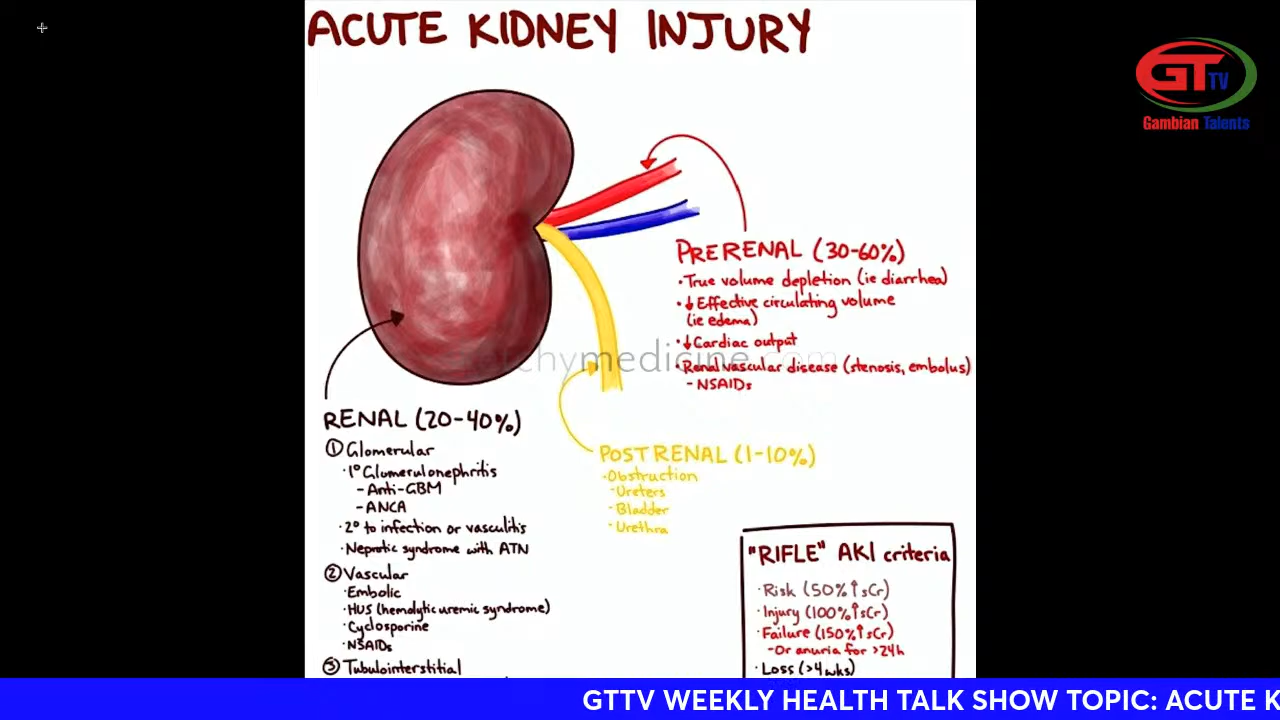 ACUTE KIDNEY INJURY
GT TV
Gambian Talents
PRERENAL (30-60%)
• True volume depletion (ie diarrhea)
• ↓ Effective circulating volume
(ie edema)
• ↓ Cardiac output
• Renal vascular disease (stenosis, embolus)
- NSAIDs
sketchymedicine.com
RENAL (20-40%)
① Glomerular
• 1° Glomerulonephritis
- Anti-GBM
- ANCA
• 2° to infection or vasculitis
• Neprotic syndrome with ATN
② Vascular
• Embolic
• HUS (hemolytic uremic syndrome)
• Cyclosporine
• NSAIDs
③ Tubulointerstitial
POSTRENAL (1-10%)
• Obstruction
- Ureters
- Bladder
- Urethra
"RIFLE" AKI criteria
• Risk (50%↑sCr)
• Injury (100%↑sCr)
• Failure (150%↑sCr)
- Or anuria for >24h
• Loss (>4wks)
GTTV WEEKLY HEALTH TALK SHOW TOPIC: ACUTE K